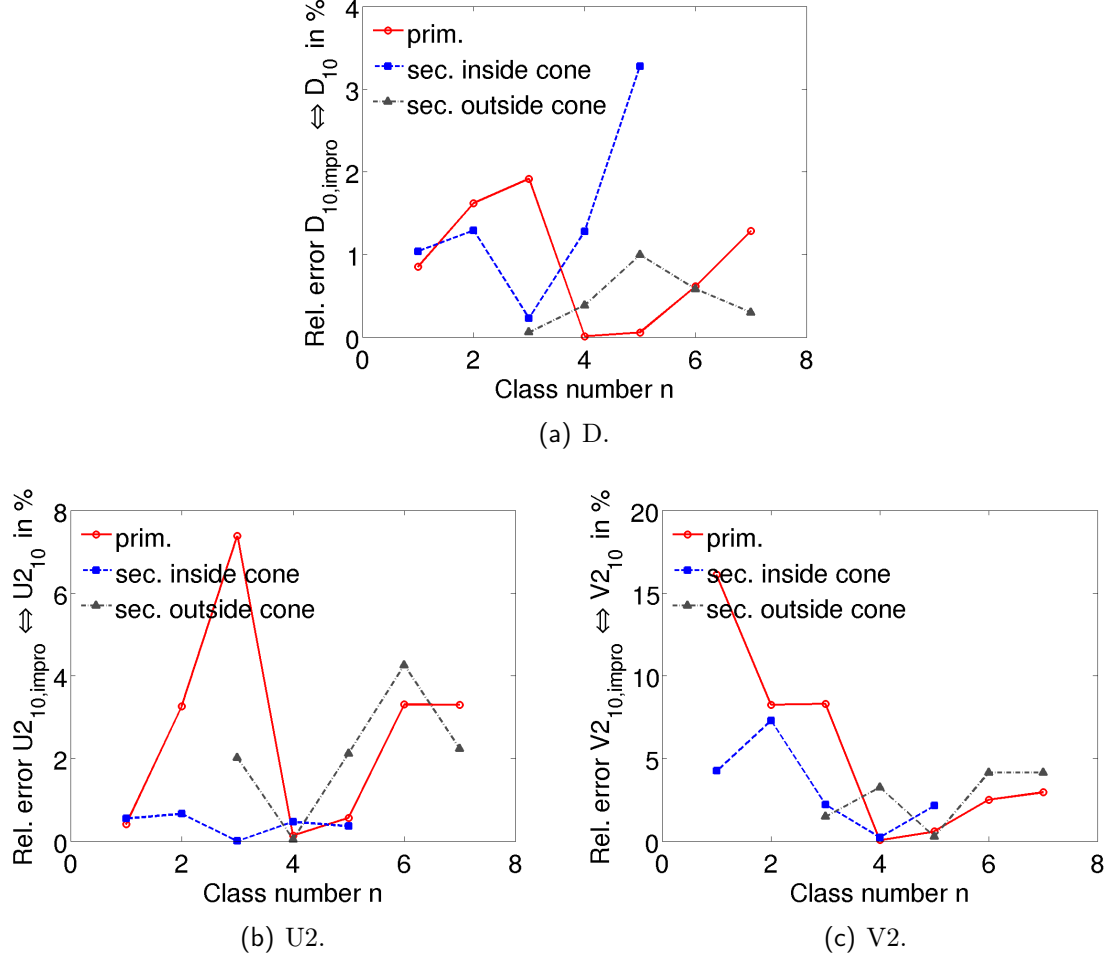 Rel. error D10,impro ⇔ D10 in %
4
3
2
1
0
prim.
sec. inside cone
sec. outside cone
0 2 4 6 8
Class number n
(a) D.
Rel. error U210,impro ⇔ U210 in %
8
6
4
2
0
prim.
sec. inside cone
sec. outside cone
0 2 4 6 8
Class number n
(b) U2.
Rel. error V210,impro ⇔ V210 in %
20
15
10
5
0
prim.
sec. inside cone
sec. outside cone
0 2 4 6 8
Class number n
(c) V2.